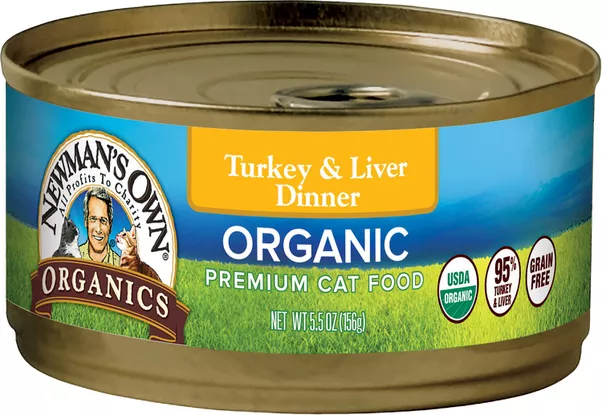 NEWMAN'S OWN
All Profits To Charity
ORGANICS
Turkey & Liver
Dinner
ORGANIC
PREMIUM CAT FOOD
NET WT 5.5 OZ (156g)
USDA
ORGANIC
95%
TURKEY
& LIVER
GRAIN
FREE